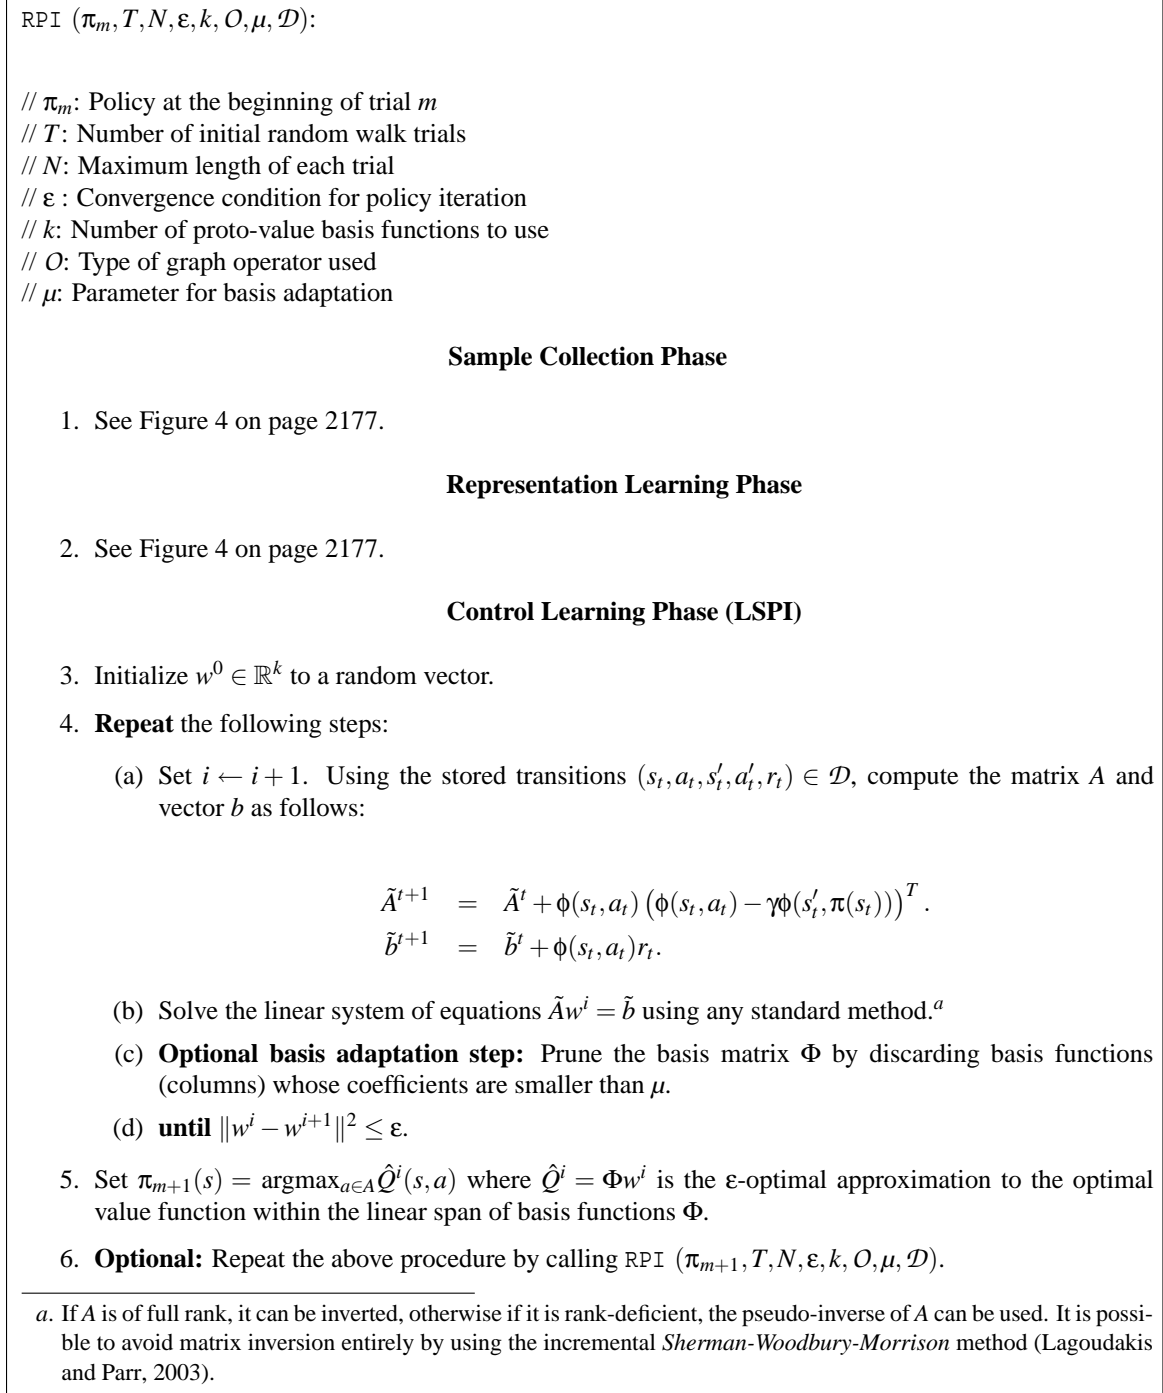 RPI (π_m, T, N, ε, k, O, μ, D):
// π_m: Policy at the beginning of trial m
// T: Number of initial random walk trials
// N: Maximum length of each trial
// ε : Convergence condition for policy iteration
// k: Number of proto-value basis functions to use
// O: Type of graph operator used
// μ: Parameter for basis adaptation
Sample Collection Phase
1. See Figure 4 on page 2177.
Representation Learning Phase
2. See Figure 4 on page 2177.
Control Learning Phase (LSPI)
3. Initialize w^0 ∈ ℝ^k to a random vector.
4. Repeat the following steps:
(a) Set i ← i + 1. Using the stored transitions (s_t, a_t, s′_t, a′_t, r_t) ∈ D, compute the matrix A and
vector b as follows:
Ã^{t+1} = Ã^t + φ(s_t, a_t) (φ(s_t, a_t) − γφ(s′_t, π(s_t)))^T .
b̃^{t+1} = b̃^t + φ(s_t, a_t)r_t.
(b) Solve the linear system of equations Ãw^i = b̃ using any standard method.^a
(c) Optional basis adaptation step: Prune the basis matrix Φ by discarding basis functions
(columns) whose coefficients are smaller than μ.
(d) until ‖w^i − w^{i+1}‖^2 ≤ ε.
5. Set π_{m+1}(s) = argmax_{a∈A} Q̂^i(s, a) where Q̂^i = Φw^i is the ε-optimal approximation to the optimal
value function within the linear span of basis functions Φ.
6. Optional: Repeat the above procedure by calling RPI (π_{m+1}, T, N, ε, k, O, μ, D).
a. If A is of full rank, it can be inverted, otherwise if it is rank-deficient, the pseudo-inverse of A can be used. It is possi-
ble to avoid matrix inversion entirely by using the incremental Sherman-Woodbury-Morrison method (Lagoudakis
and Parr, 2003).